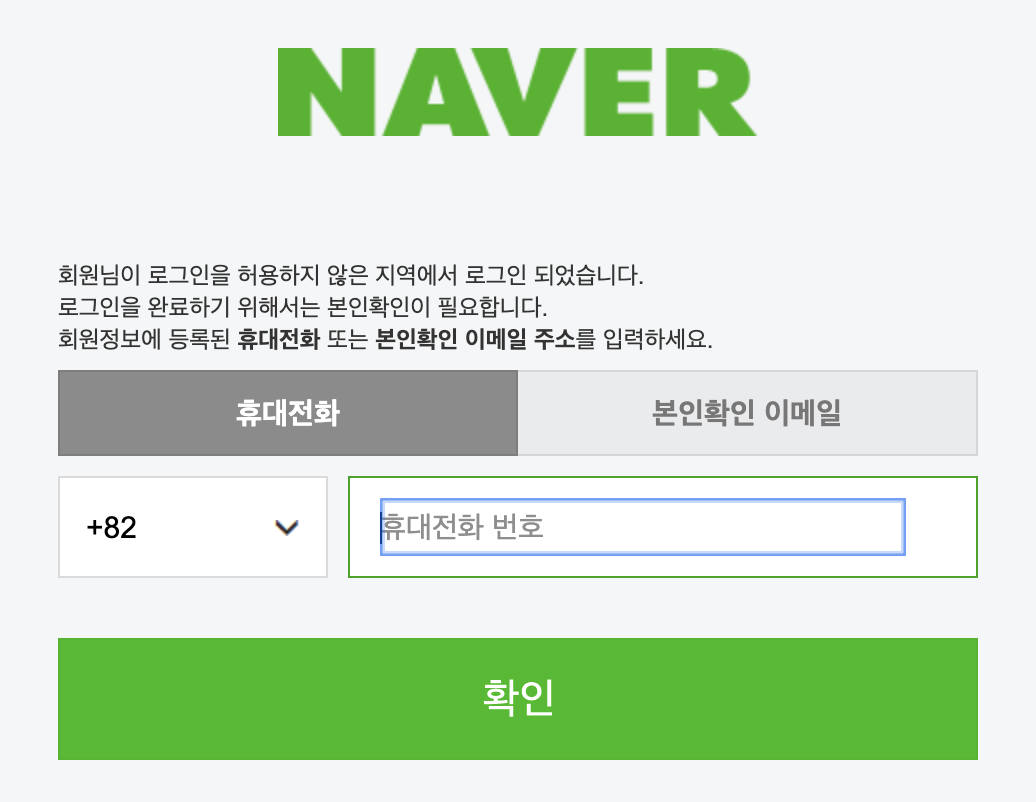 NAVER
회원님이 로그인을 허용하지 않은 지역에서 로그인 되었습니다.
로그인을 완료하기 위해서는 본인확인이 필요합니다.
회원정보에 등록된 휴대전화 또는 본인확인 이메일 주소를 입력하세요.
휴대전화 본인확인 이메일
+82 휴대전화 번호
확인